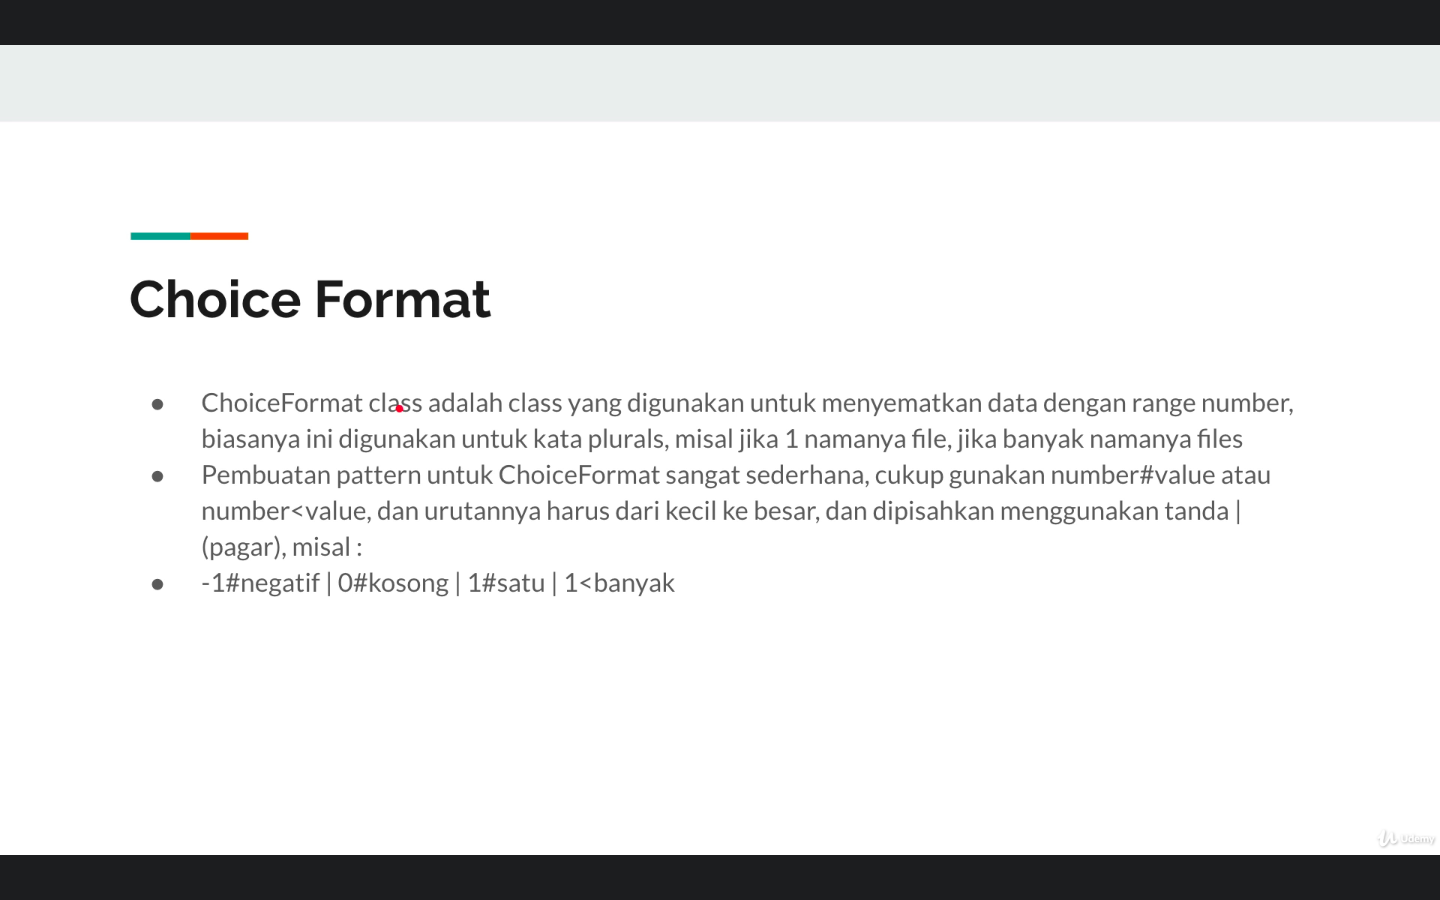 Choice Format
● ChoiceFormat class adalah class yang digunakan untuk menyematkan data dengan range number,
biasanya ini digunakan untuk kata plurals, misal jika 1 namanya file, jika banyak namanya files
● Pembuatan pattern untuk ChoiceFormat sangat sederhana, cukup gunakan number#value atau
number<value, dan urutannya harus dari kecil ke besar, dan dipisahkan menggunakan tanda |
(pagar), misal :
● -1#negatif | 0#kosong | 1#satu | 1<banyak
Udemy